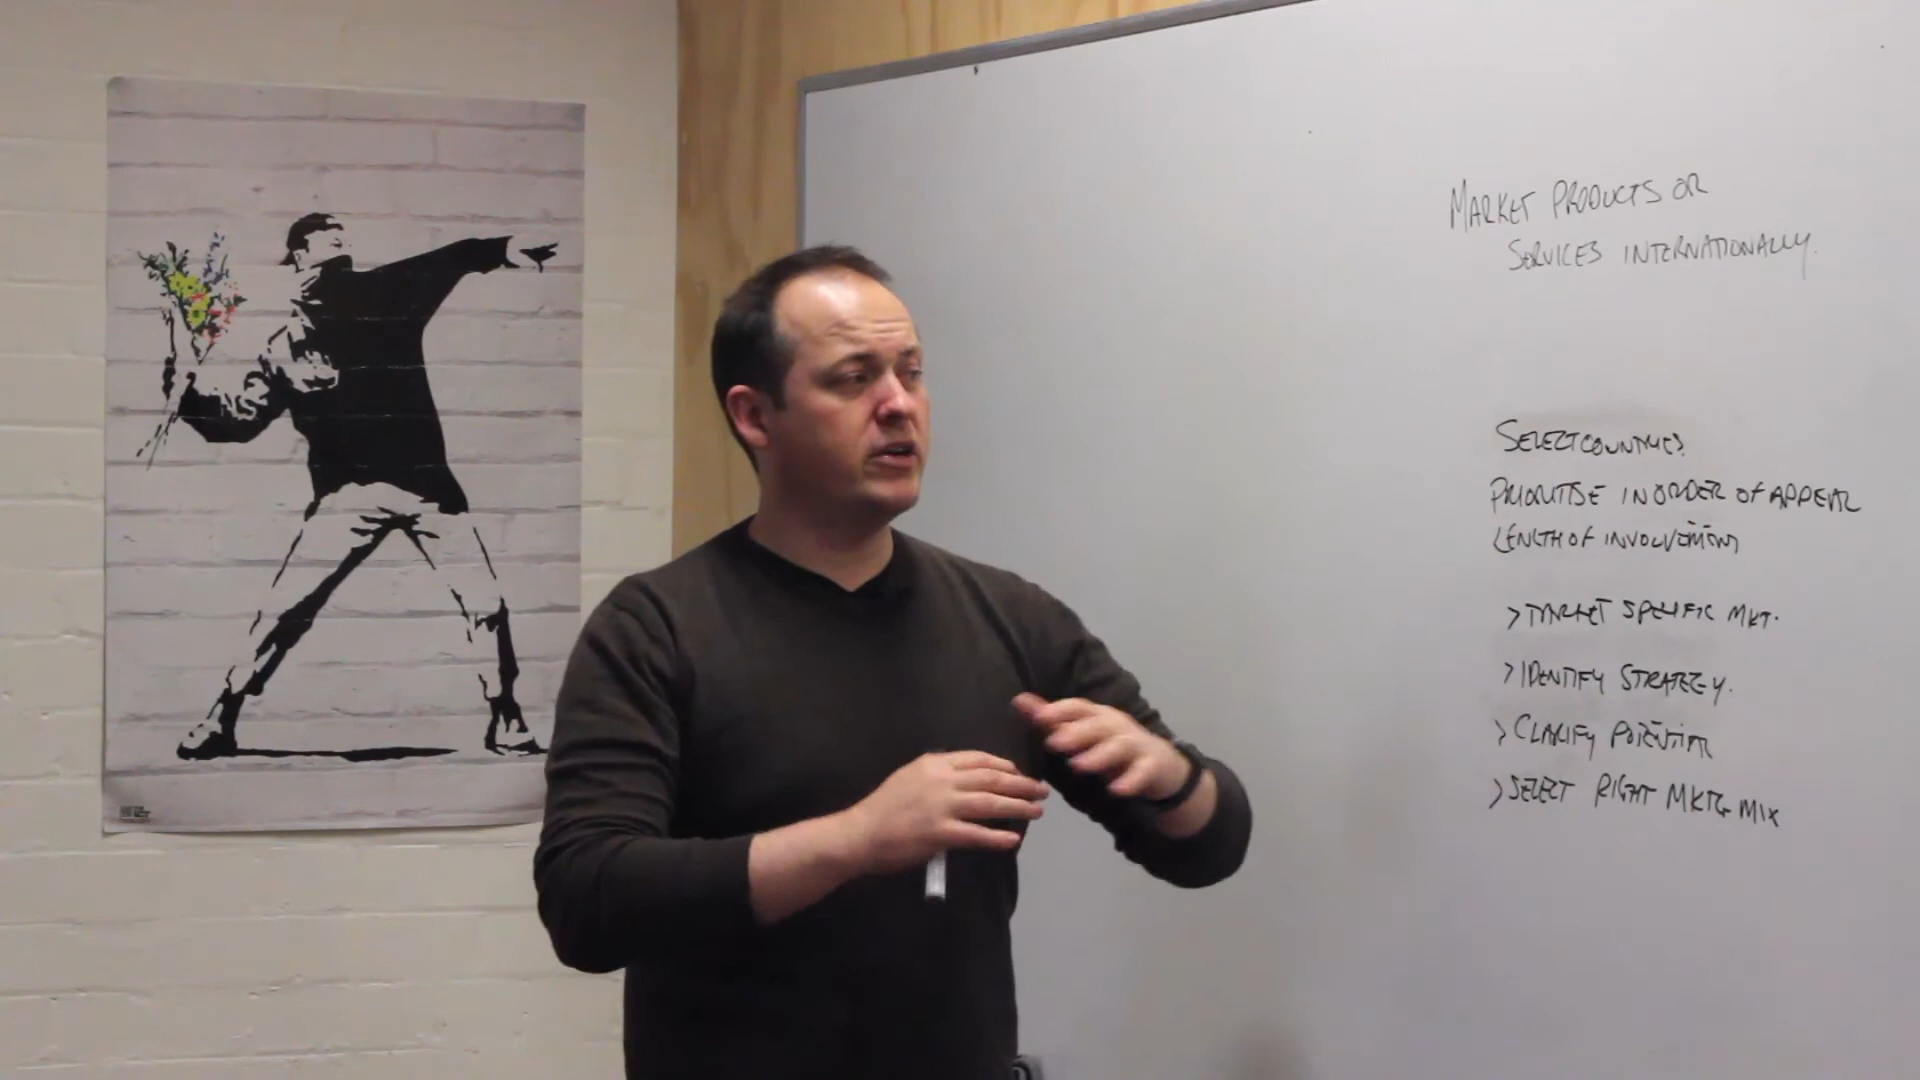 MARKET PRODUCTS OR
SERVICES INTERNATIONALLY.
SELECT COUNTRIES
PRIORITISE IN ORDER OF APPEAL
LENGTH OF INVOLVEMENT
> TARGET SPECIFIC MKT.
> IDENTIFY STRATEGY.
> CLARIFY POTENTIAL
> SELECT RIGHT MKTG MIX